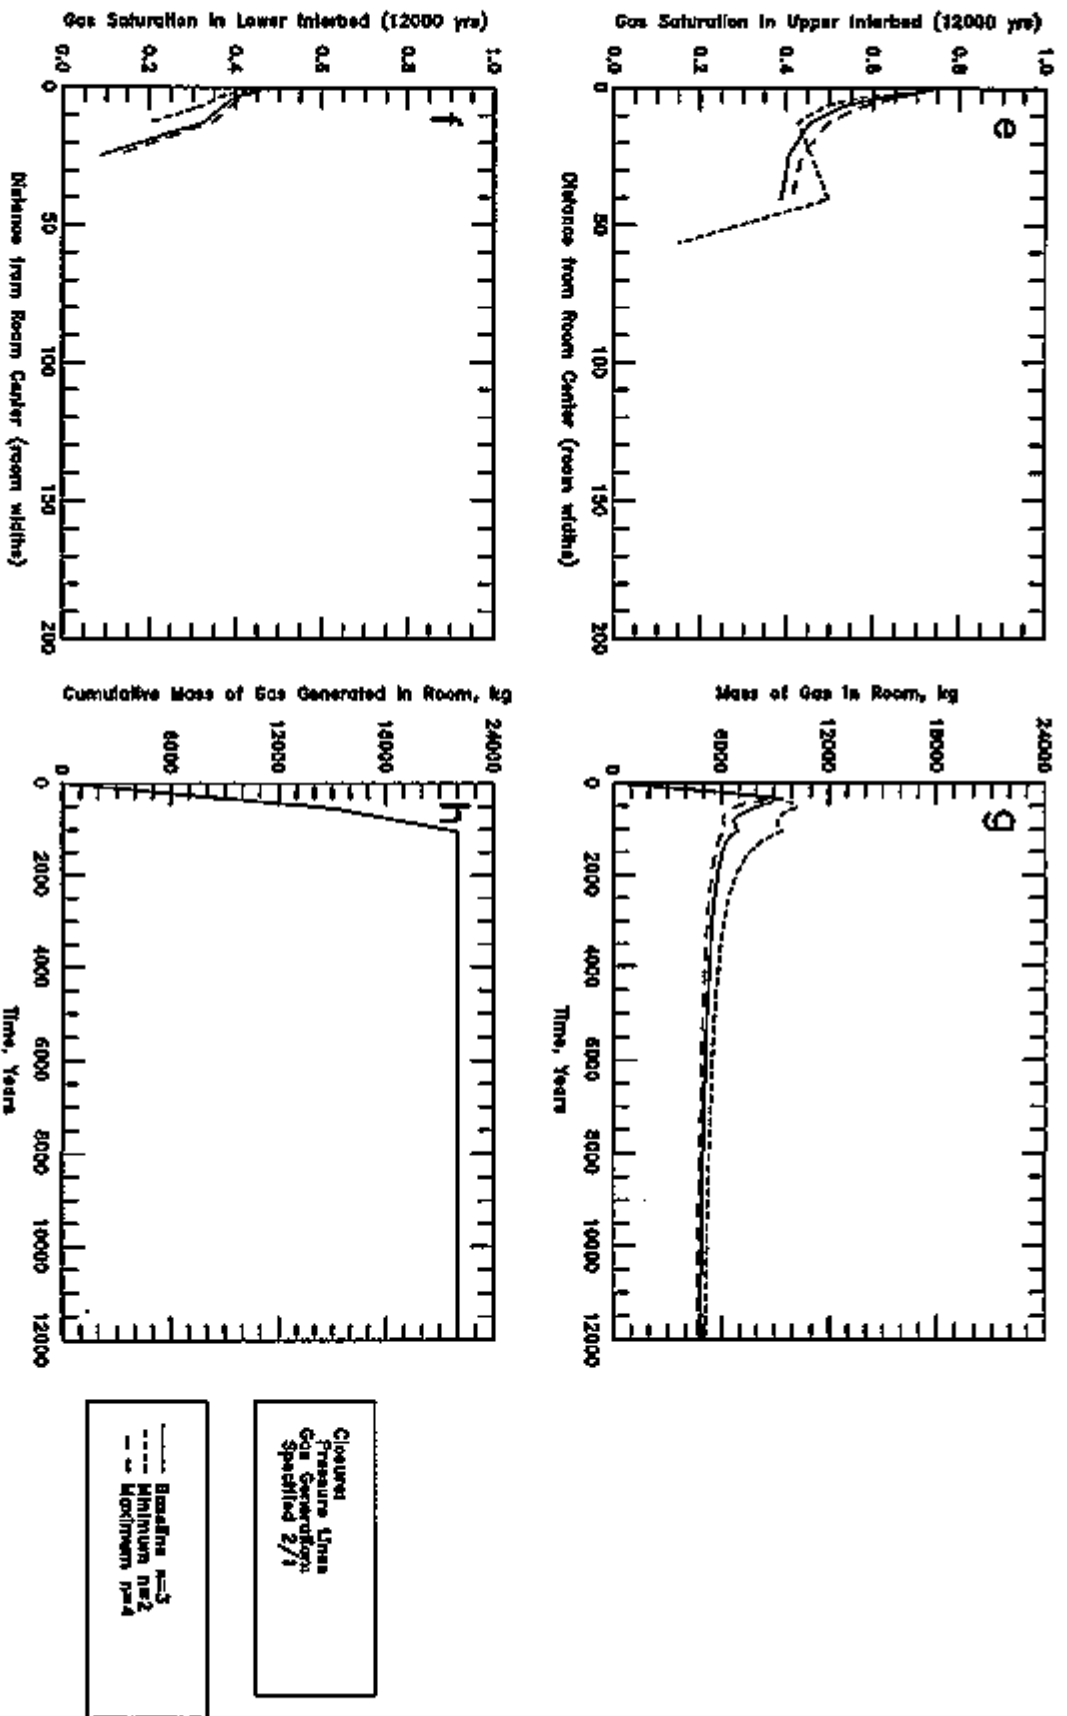 Gas Saturation in Upper Interbed (12000 yrs)
1.0
0.8
0.6
0.4
0.2
0.0
e
0
50
100
150
200
Distance from Room Center (room widths)
Mass of Gas in Room, kg
24000
18000
12000
6000
0
g
0
2000
4000
6000
8000
10000
12000
Time, Years
Gas Saturation in Lower Interbed (12000 yrs)
1.0
0.8
0.6
0.4
0.2
0.0
f
0
50
100
150
200
Distance from Room Center (room widths)
Cumulative Mass of Gas Generated in Room, kg
24000
18000
12000
6000
0
h
0
2000
4000
6000
8000
10000
12000
Time, Years
Closure:
Pressure Lines
Gas Generation:
Specified 2/1
Baseline n=3
Minimum n=2
Maximum n=4